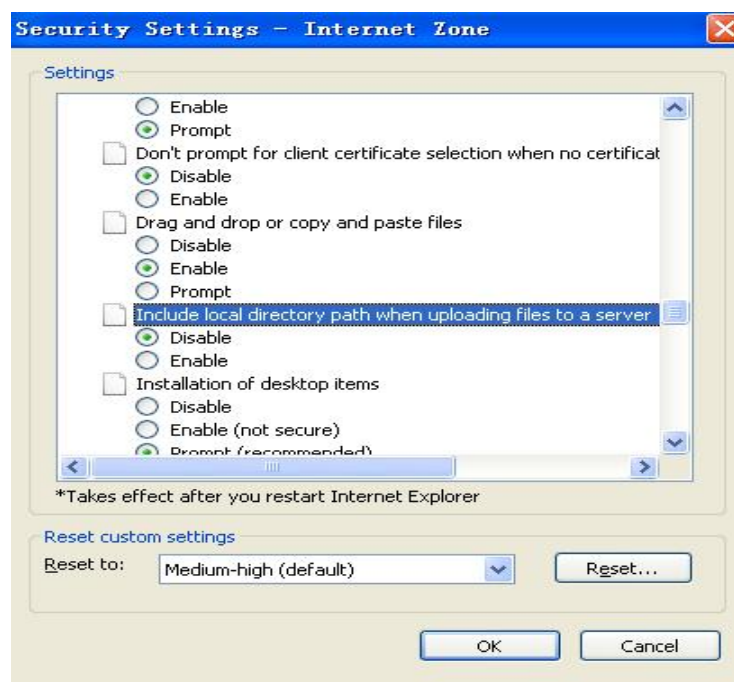 Security Settings - Internet Zone
Settings
Enable
Prompt
Don't prompt for client certificate selection when no certificat
Disable
Enable
Drag and drop or copy and paste files
Disable
Enable
Prompt
Include local directory path when uploading files to a server
Disable
Enable
Installation of desktop items
Disable
Enable (not secure)
Prompt (recommended)
*Takes effect after you restart Internet Explorer
Reset custom settings
Reset to:
Medium-high (default)
Reset...
OK
Cancel